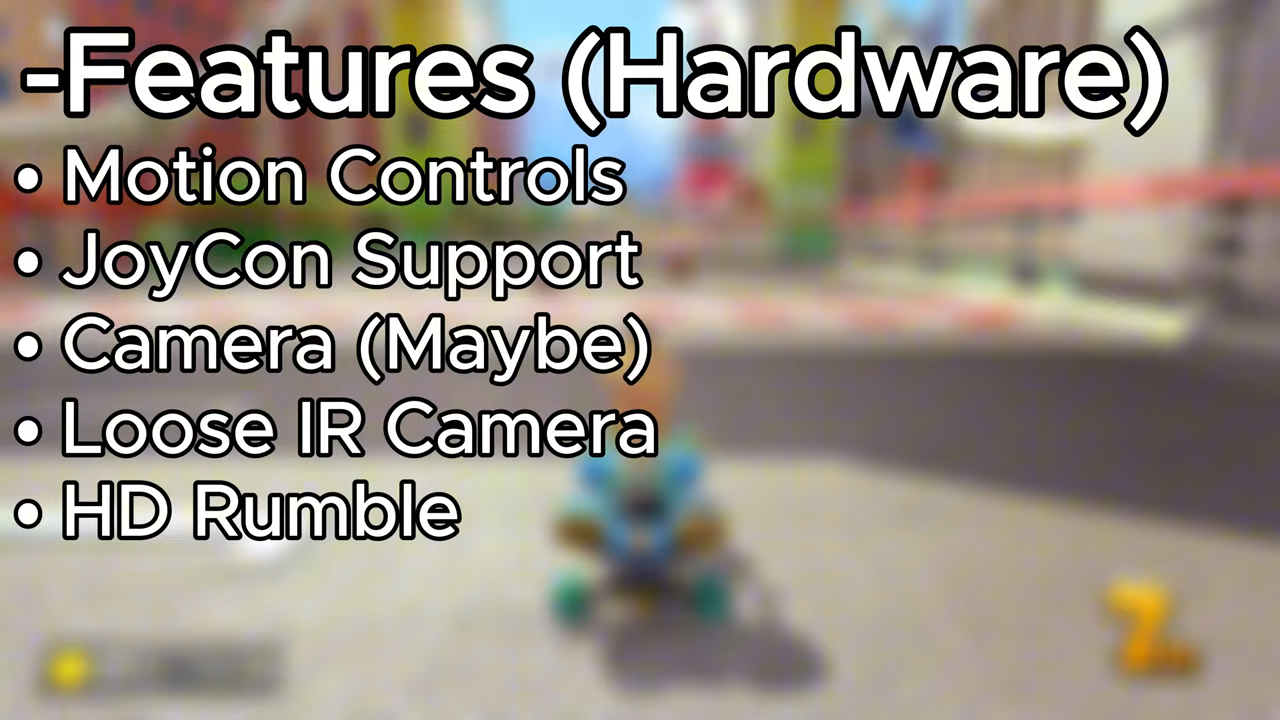 -Features (Hardware)
• Motion Controls
• JoyCon Support
• Camera (Maybe)
• Loose IR Camera
• HD Rumble